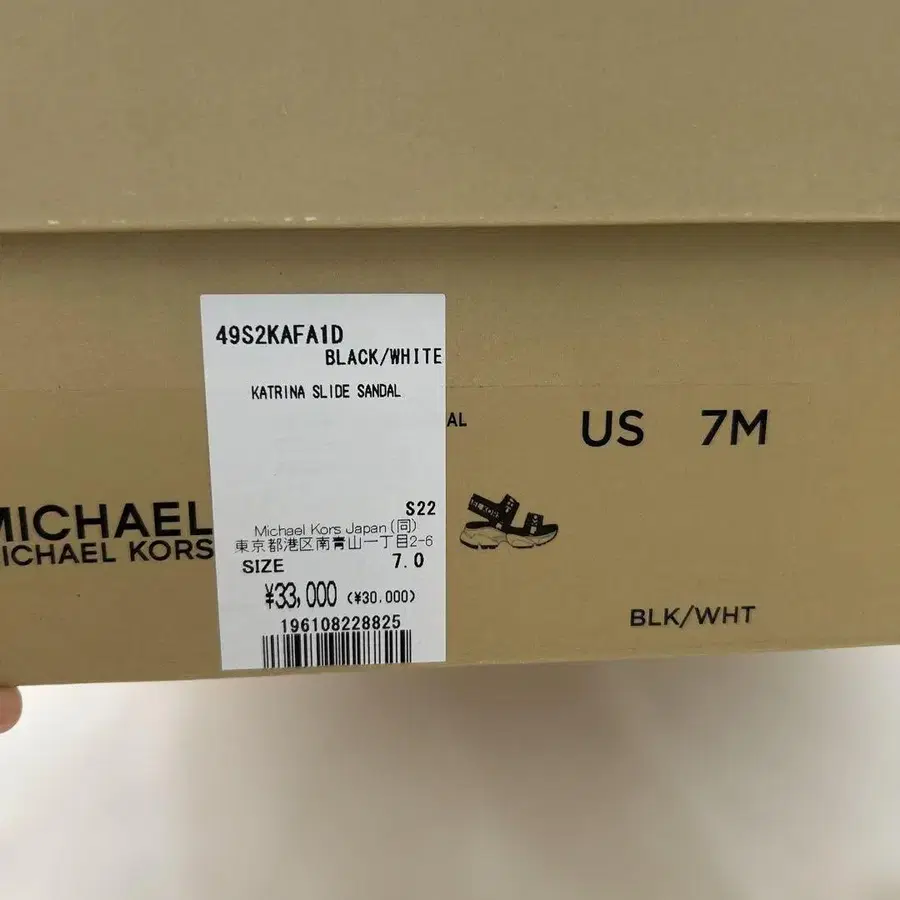 49S2KAFA1D
BLACK/WHITE
KATRINA SLIDE SANDAL
AL
US 7M
S22
MICHAEL
MICHAEL KORS
Michael Kors Japan (同)
東京都港区南青山一丁目2-6
SIZE 7.0
¥33,000 (¥30.000)
196108228825
BLK/WHT